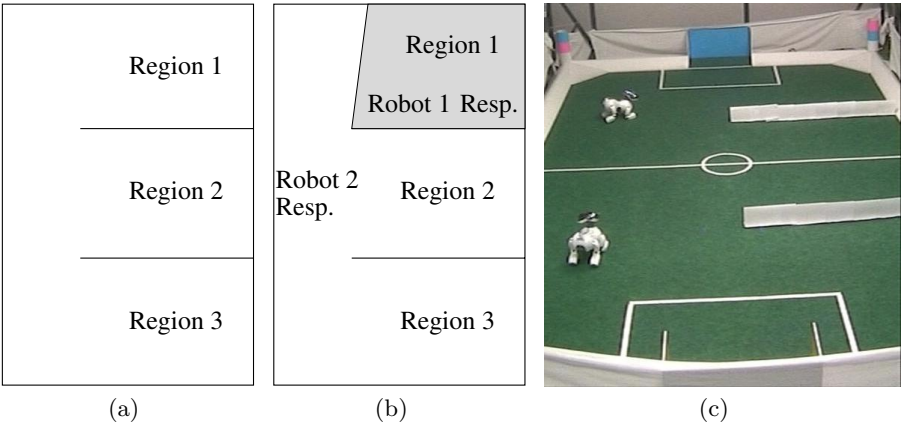 Region 1
Region 2
Region 3
(a)
Region 1
Robot 1 Resp.
Robot 2
Resp.
Region 2
Region 3
(b)
(c)